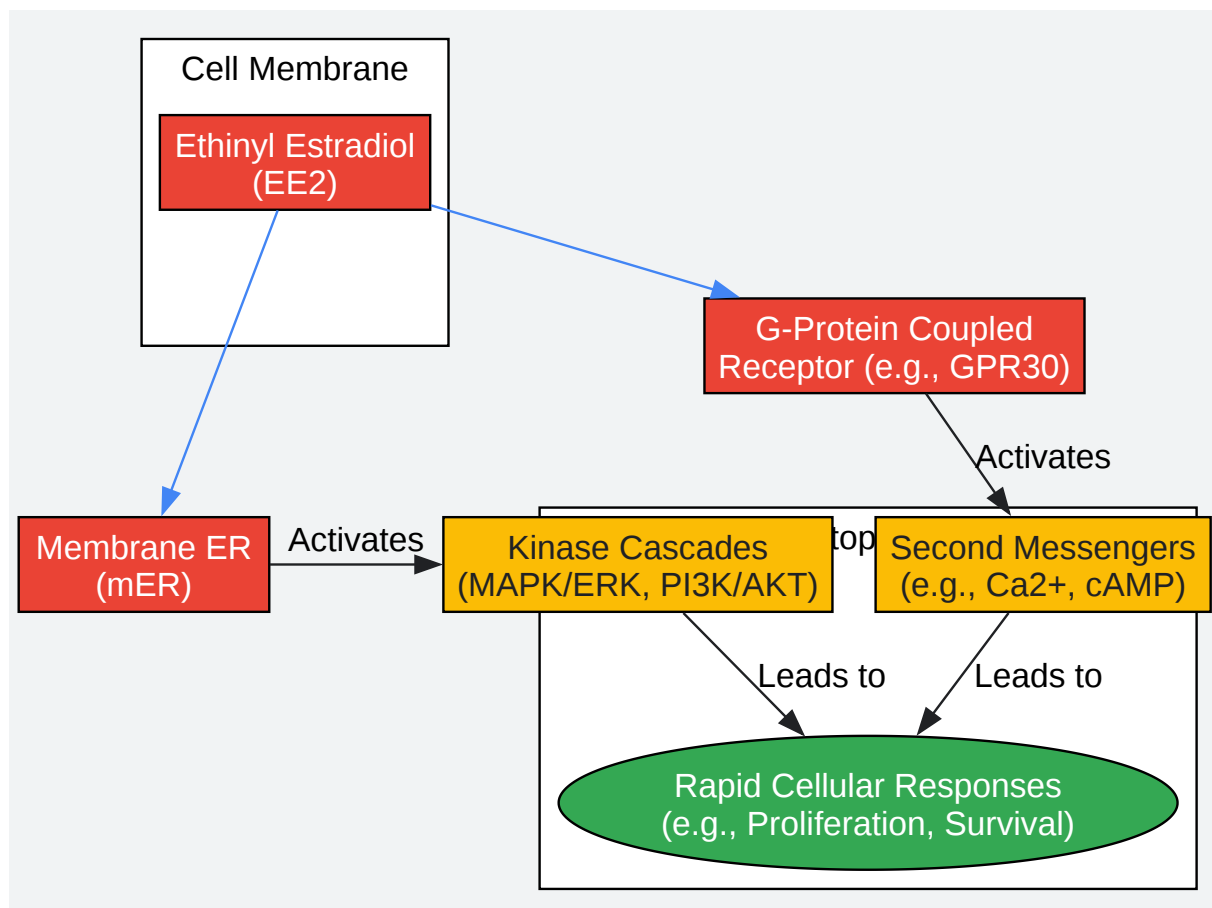 Cell Membrane
Ethinyl Estradiol
(EE2)
G-Protein Coupled
Receptor (e.g., GPR30)
Activates
Membrane ER
(mER)
Activates
Kinase Cascades
(MAPK/ERK, PI3K/AKT)
Second Messengers
(e.g., Ca2+, cAMP)
Leads to
Leads to
Rapid Cellular Responses
(e.g., Proliferation, Survival)